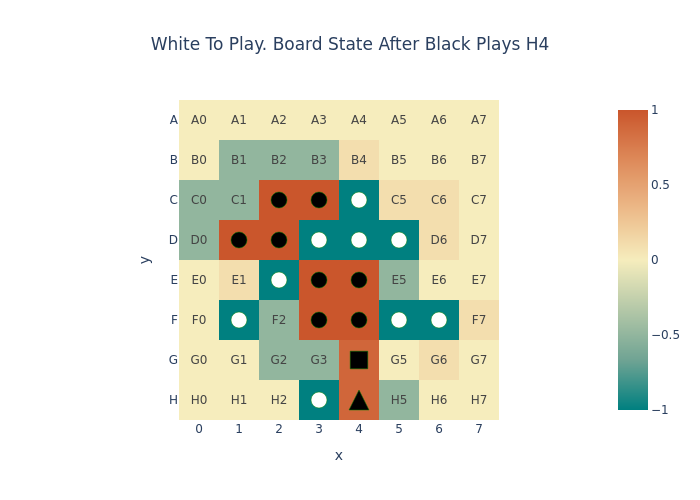 White To Play. Board State After Black Plays H4
A A0 A1 A2 A3 A4 A5 A6 A7
B B0 B1 B2 B3 B4 B5 B6 B7
C C0 C1 C5 C6 C7
D D0 D6 D7
E E0 E1 E5 E6 E7
F F0 F2 F7
G G0 G1 G2 G3 G5 G6 G7
H H0 H1 H2 H5 H6 H7
0 1 2 3 4 5 6 7
x
y
1
0.5
0
−0.5
−1